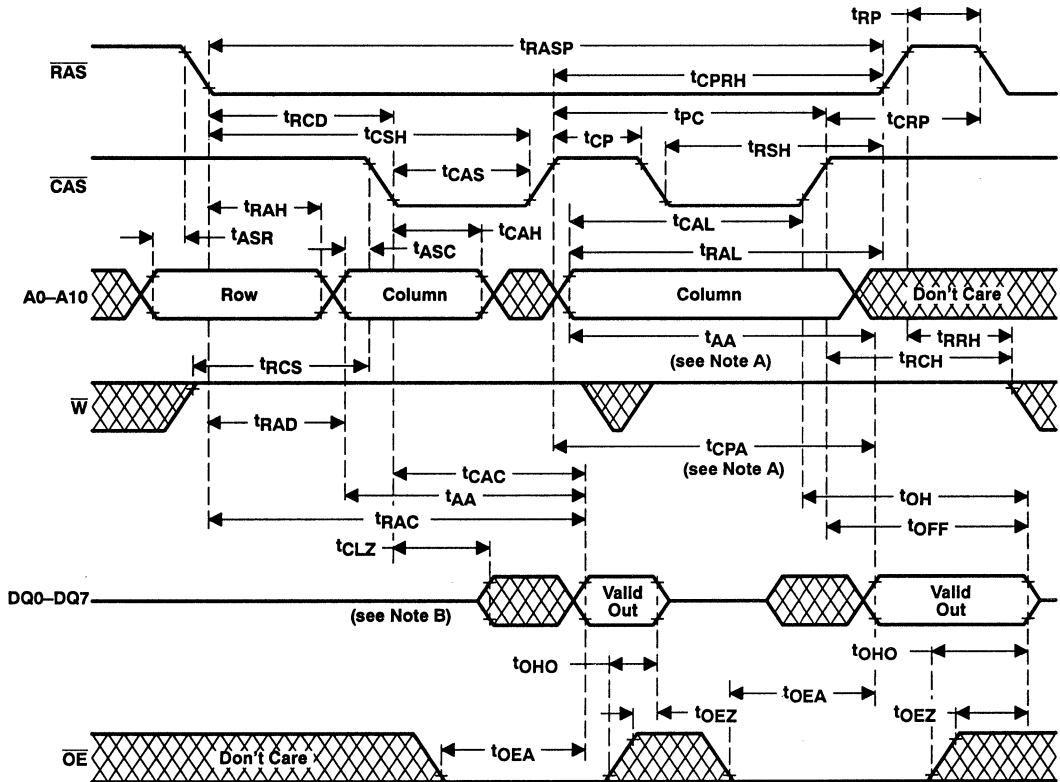 tRP
tRASP
RAS
tCPRH
tRCD
tPC
tCRP
tCSH
tCP
tRSH
CAS
tCAS
tRAH
tCAH
tCAL
tASR
tASC
tRAL
A0–A10
Row
Column
Column
Don't Care
tAA
(see Note A)
tRRH
tRCH
tRCS
W
tRAD
tCPA
(see Note A)
tCAC
tAA
tOH
tRAC
tOFF
tCLZ
DQ0–DQ7
(see Note B)
Valid
Out
Valid
Out
tOHO
tOHO
tOEA
tOEZ
tOEZ
OE
Don't Care
tOEA